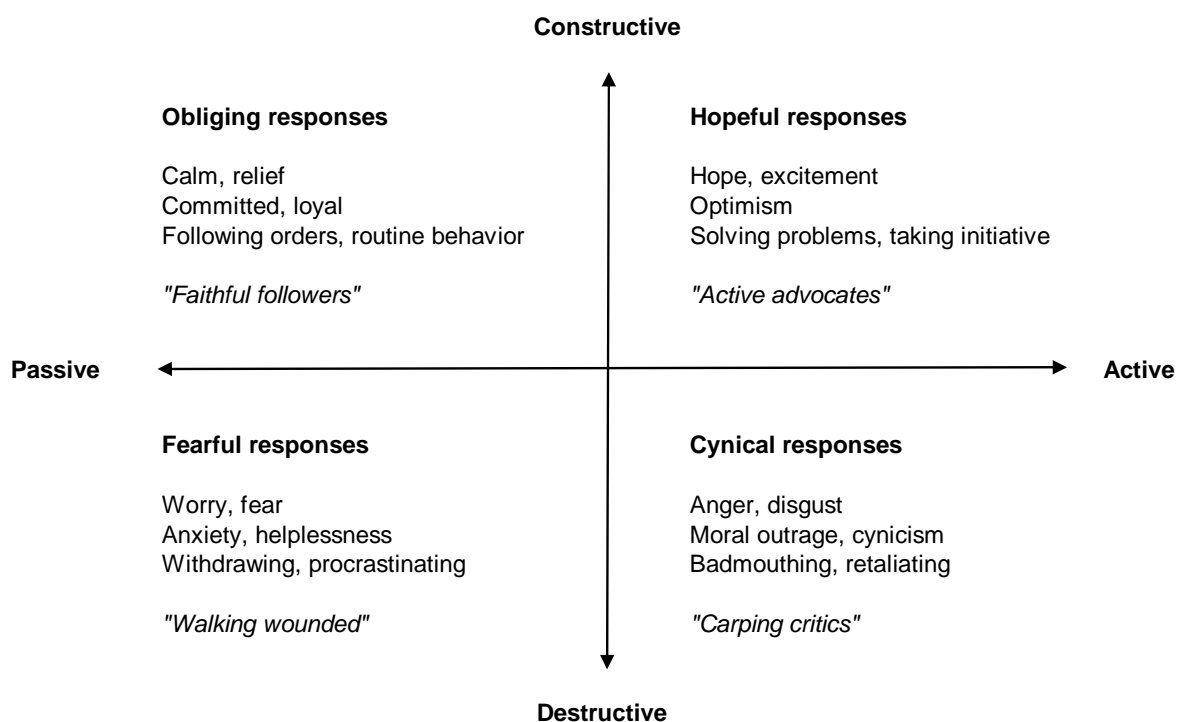 Constructive
Obliging responses
Calm, relief
Committed, loyal
Following orders, routine behavior
"Faithful followers"
Hopeful responses
Hope, excitement
Optimism
Solving problems, taking initiative
"Active advocates"
Passive
Active
Fearful responses
Worry, fear
Anxiety, helplessness
Withdrawing, procrastinating
"Walking wounded"
Cynical responses
Anger, disgust
Moral outrage, cynicism
Badmouthing, retaliating
"Carping critics"
Destructive